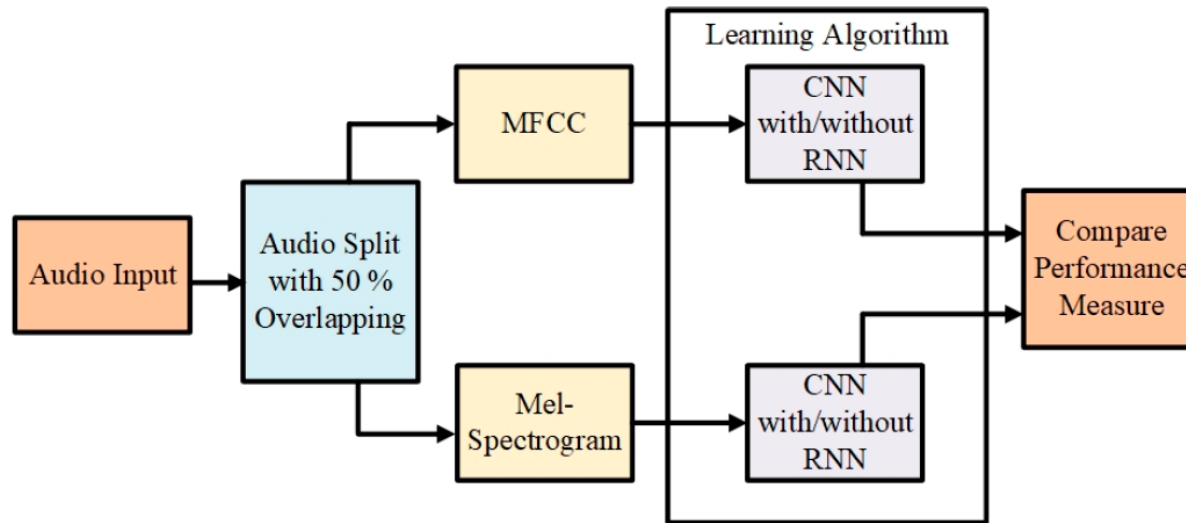 Audio Input
Audio Split
with 50 %
Overlapping
MFCC
Mel-
Spectrogram
Learning Algorithm
CNN
with/without
RNN
CNN
with/without
RNN
Compare
Performance
Measure